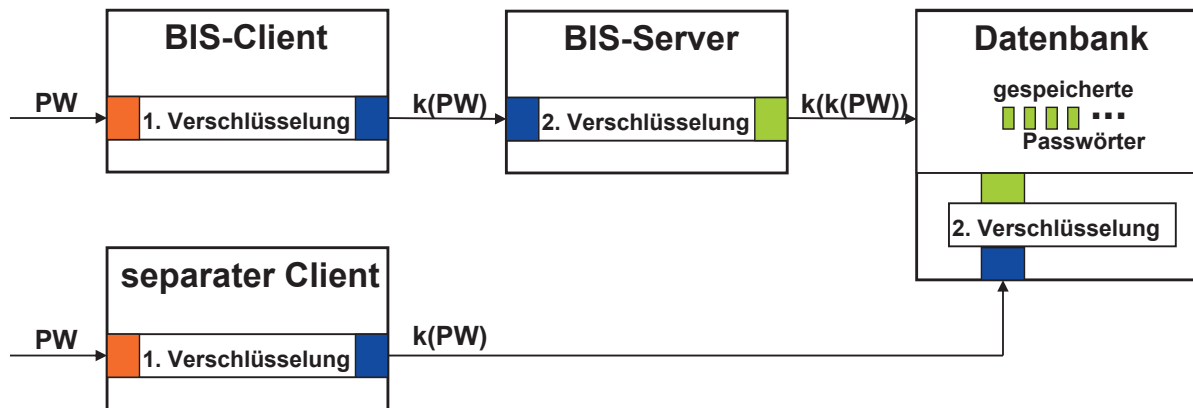 BIS-Client
BIS-Server
Datenbank
PW
1. Verschlüsselung
k(PW)
2. Verschlüsselung
k(k(PW))
gespeicherte
...
Passwörter
2. Verschlüsselung
separater Client
PW
1. Verschlüsselung
k(PW)